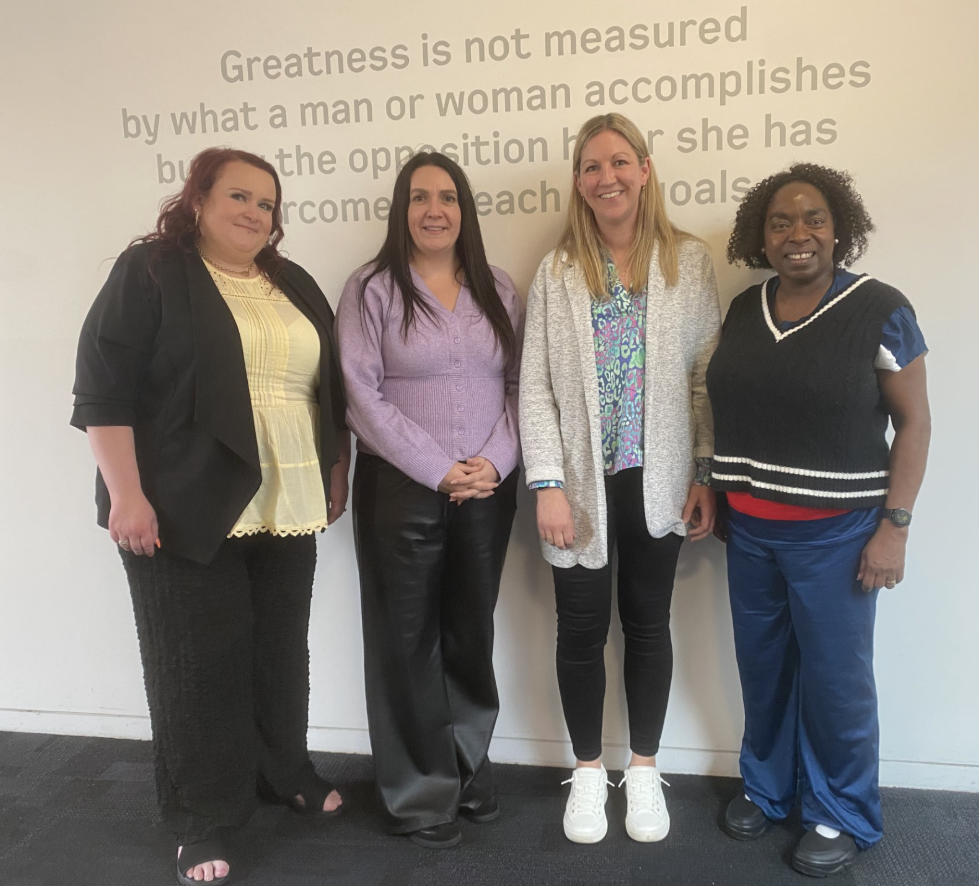 Greatness is not measured
by what a man or woman accomplishes
the opposition she has
goals